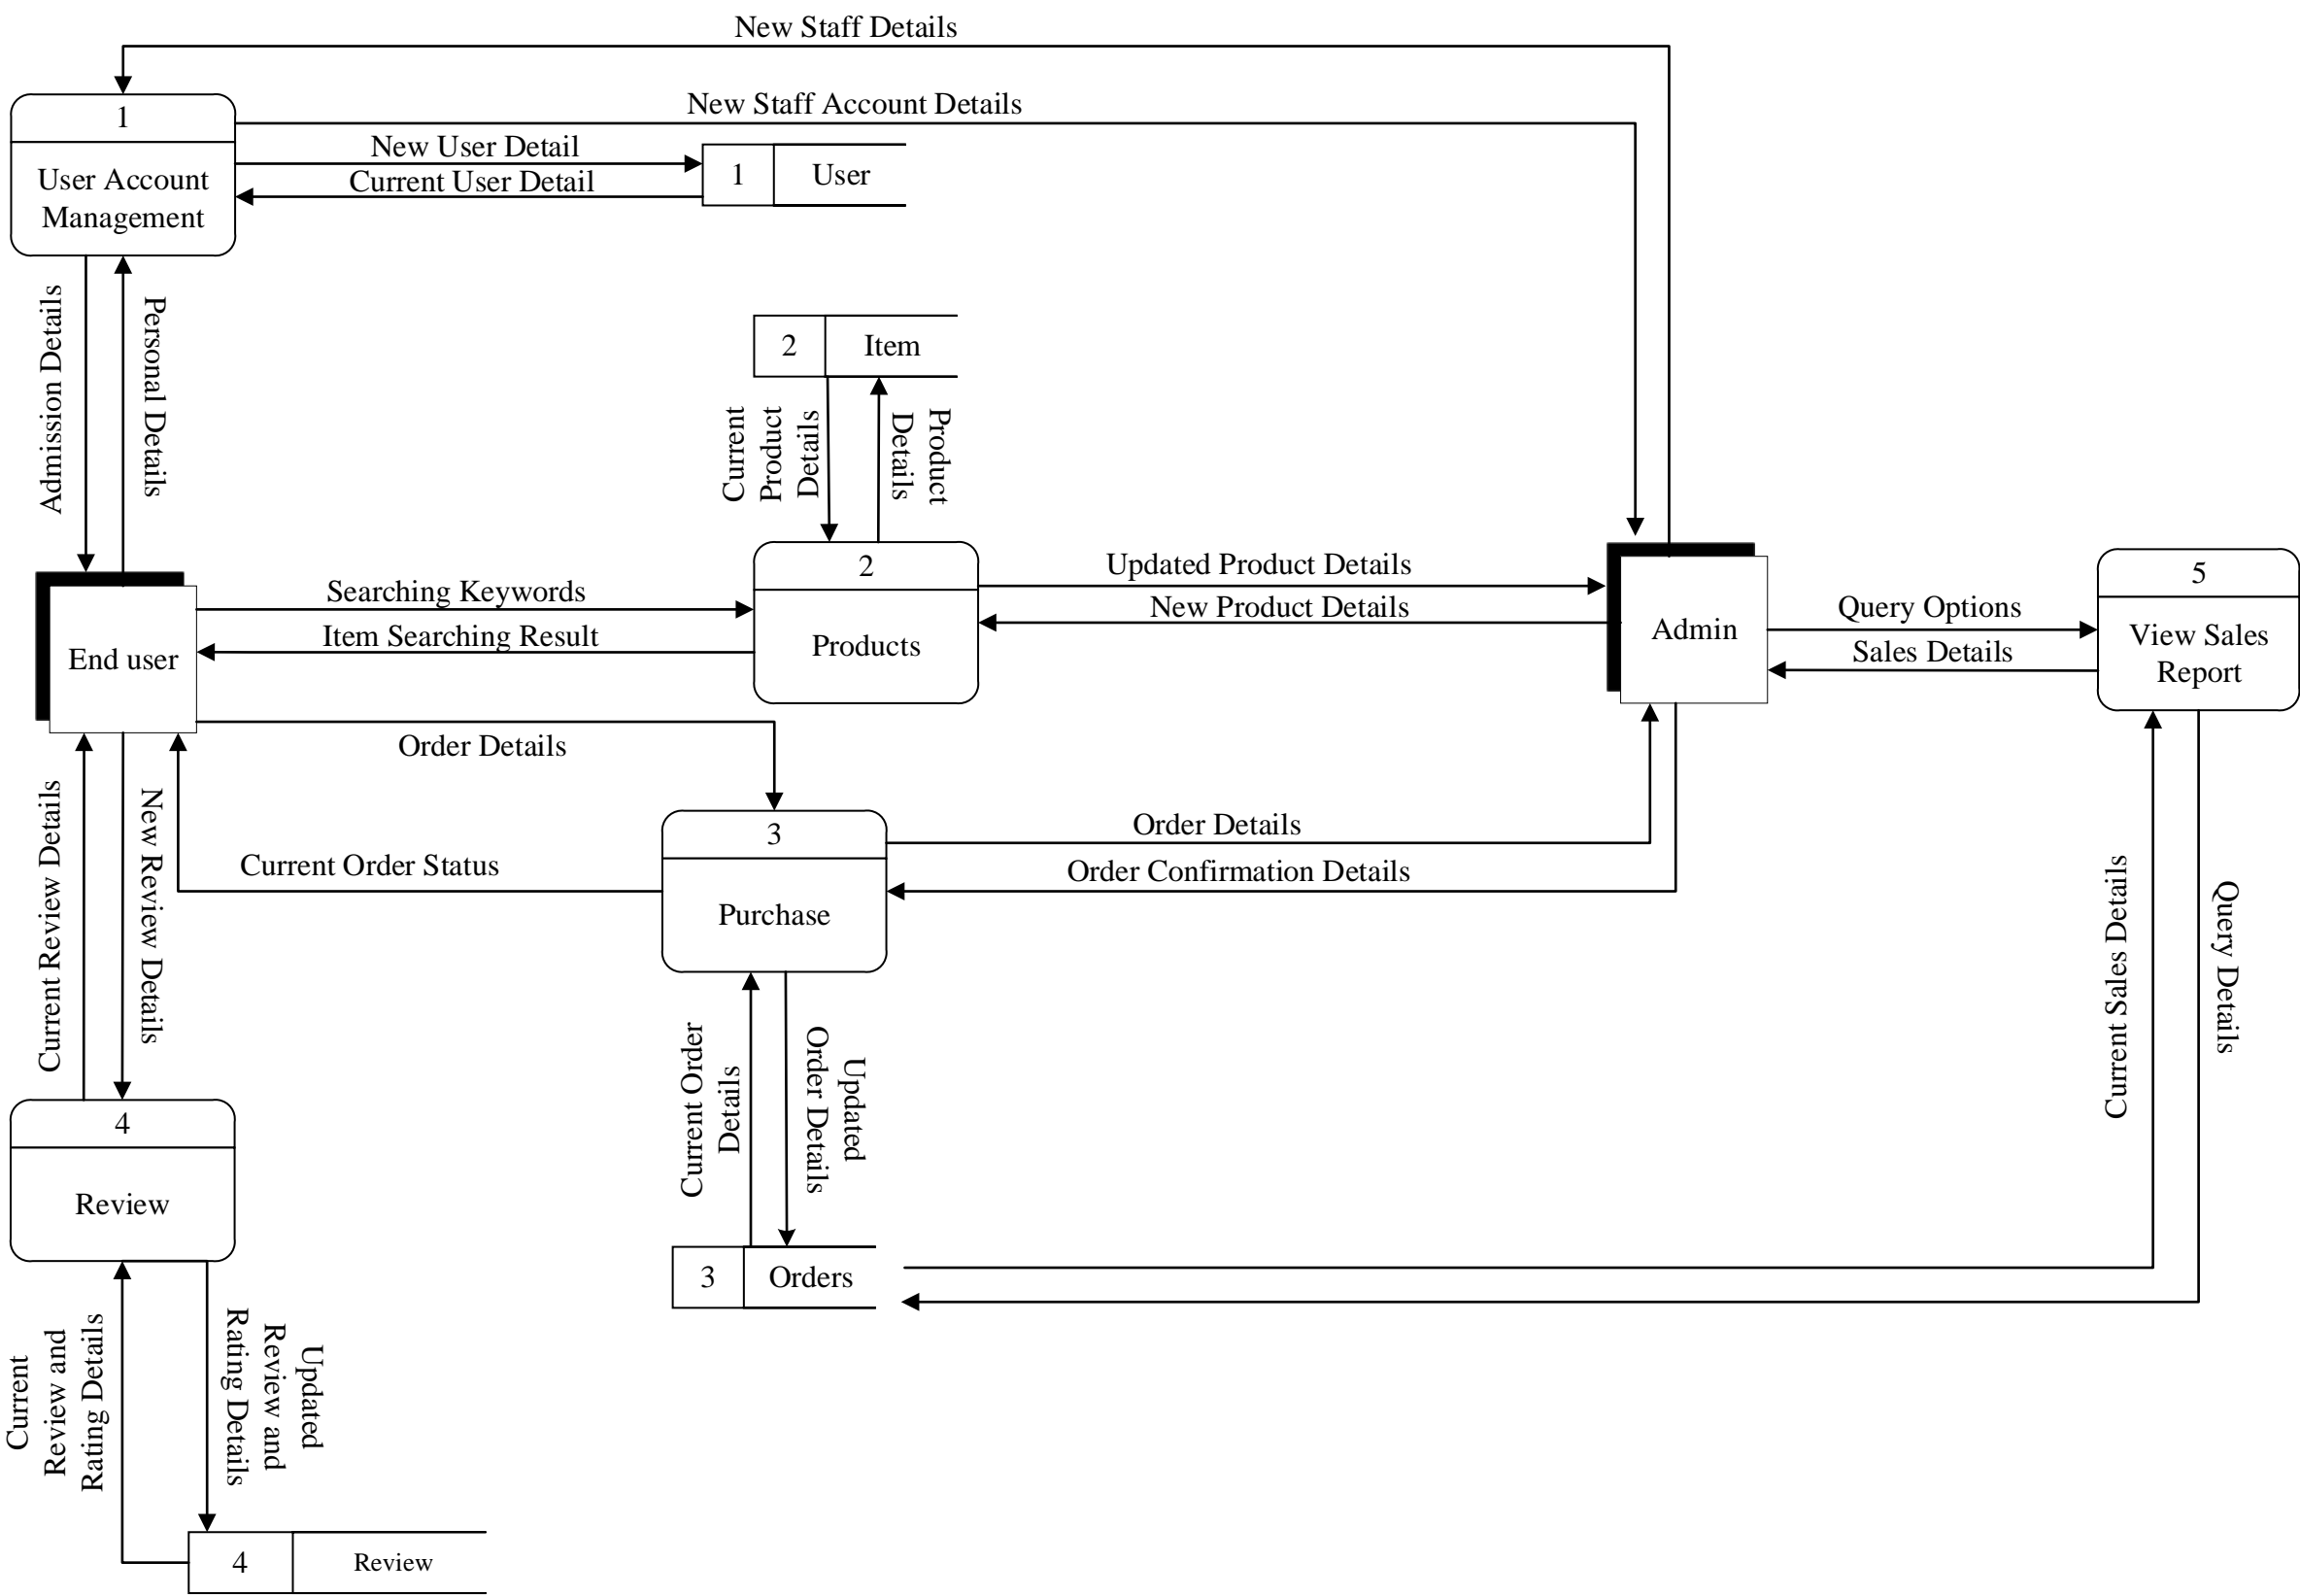 New Staff Details
New Staff Account Details
1
User Account
Management
New User Detail
Current User Detail
1
User
Admission Details
Personal Details
2
Item
Current
Product
Details
Product
Details
2
Products
Searching Keywords
Item Searching Result
Updated Product Details
New Product Details
End user
Admin
Query Options
Sales Details
5
View Sales
Report
Order Details
Current Order Status
3
Purchase
Order Details
Order Confirmation Details
Current Review Details
New Review Details
Current Sales Details
Query Details
Current Order
Details
Updated
Order Details
4
Review
3
Orders
Current
Review and
Rating Details
Updated
Review and
Rating Details
4
Review